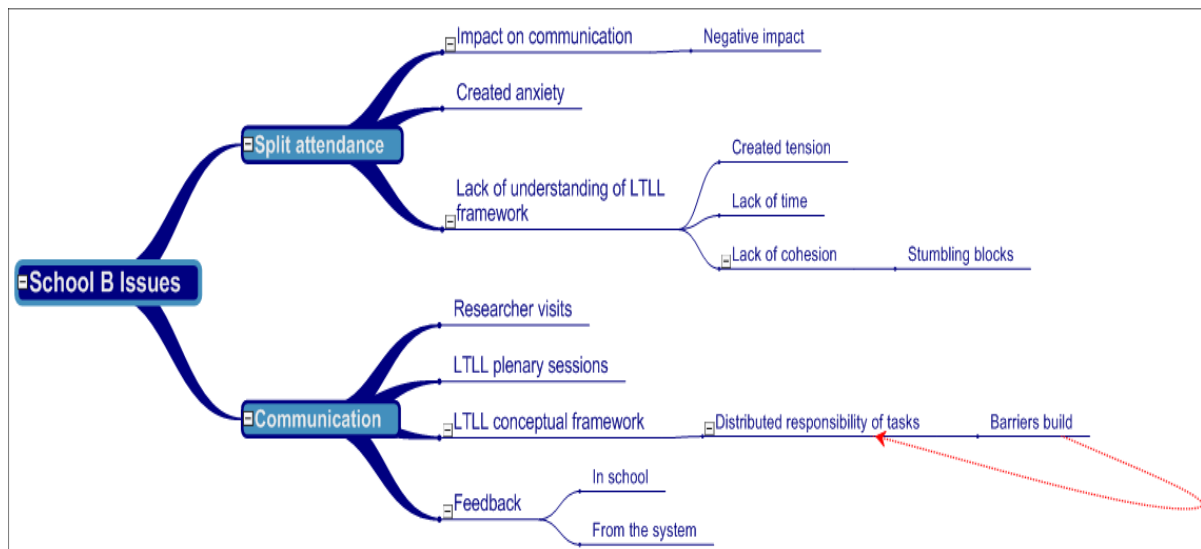 School B Issues
Split attendance
Impact on communication
Negative impact
Created anxiety
Lack of understanding of LTLL
framework
Created tension
Lack of time
Lack of cohesion
Stumbling blocks
Communication
Researcher visits
LTLL plenary sessions
LTLL conceptual framework
Distributed responsibility of tasks
Barriers build
Feedback
In school
From the system